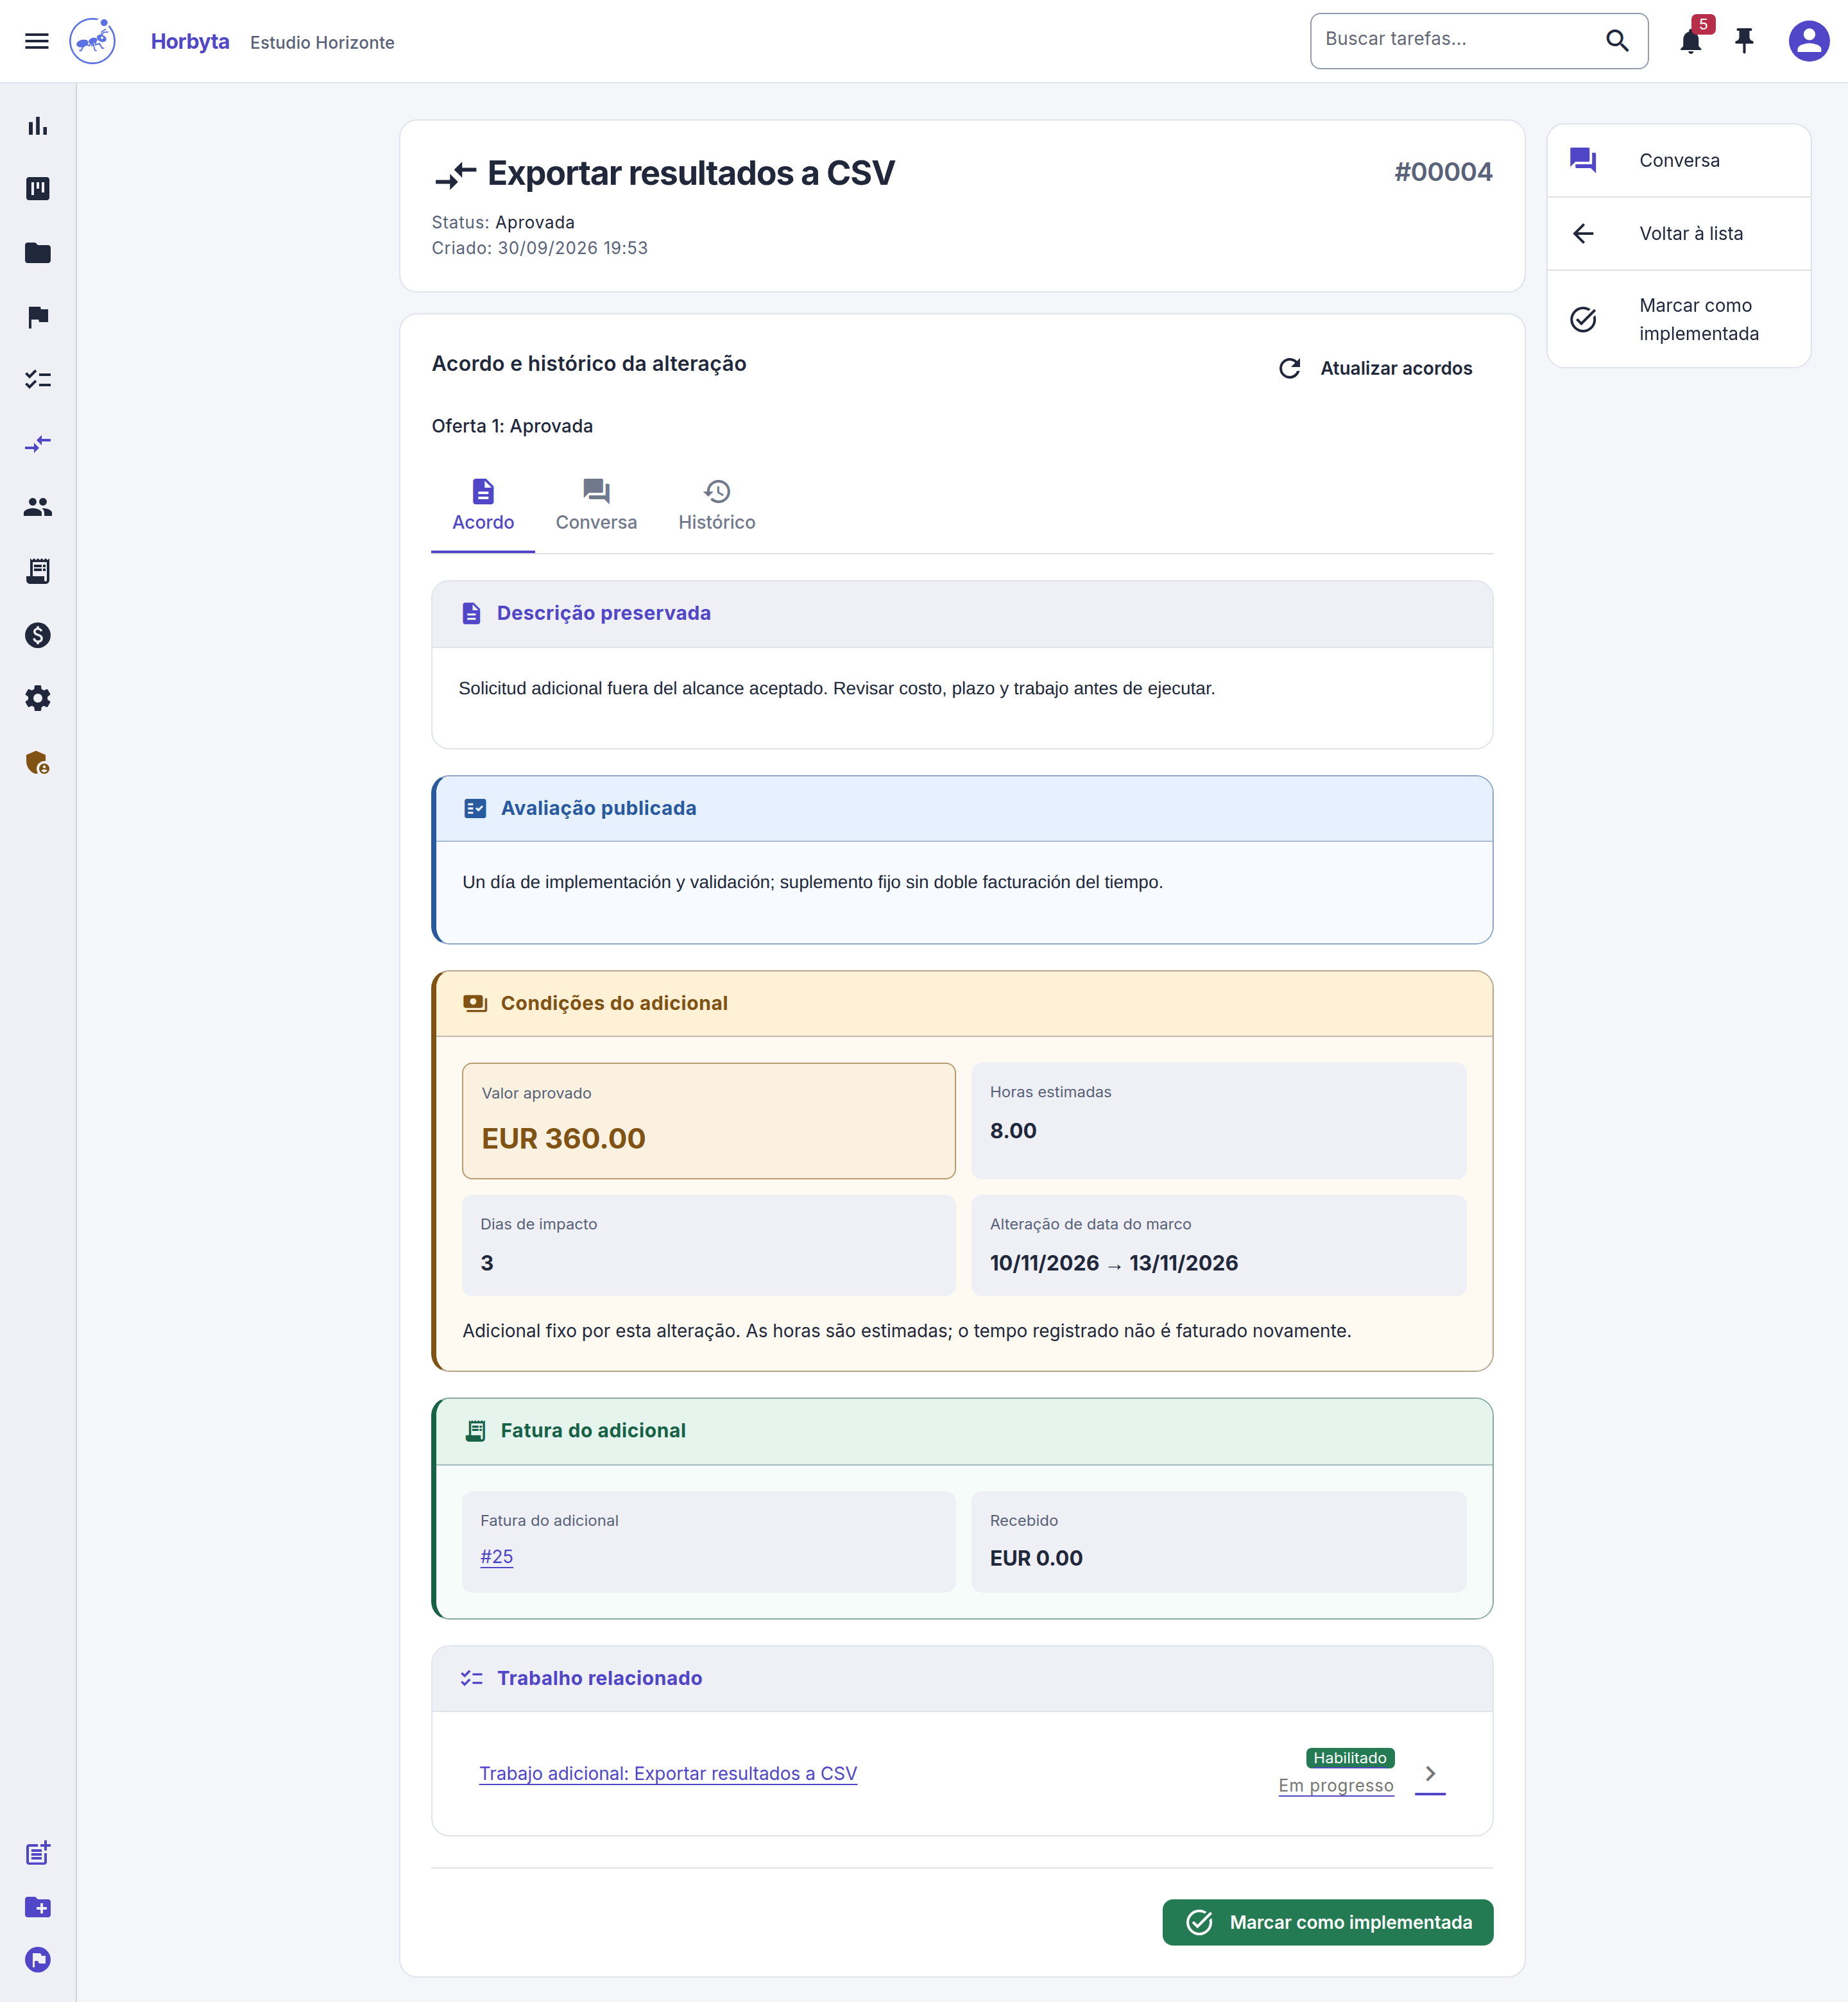 Horbyta
Estudio Horizonte
Buscar tarefas...
5
Exportar resultados a CSV
#00004
Status: Aprovada
Criado: 30/09/2026 19:53
Conversa
Voltar à lista
Marcar como
implementada
Acordo e histórico da alteração
Atualizar acordos
Oferta 1: Aprovada
Acordo
Conversa
Histórico
Descrição preservada
Solicitud adicional fuera del alcance aceptado. Revisar costo, plazo y trabajo antes de ejecutar.
Avaliação publicada
Un día de implementación y validación; suplemento fijo sin doble facturación del tiempo.
Condições do adicional
Valor aprovado
EUR 360.00
Horas estimadas
8.00
Dias de impacto
3
Alteração de data do marco
10/11/2026 → 13/11/2026
Adicional fixo por esta alteração. As horas são estimadas; o tempo registrado não é faturado novamente.
Fatura do adicional
Fatura do adicional
#25
Recebido
EUR 0.00
Trabalho relacionado
Trabajo adicional: Exportar resultados a CSV
Habilitado
Em progresso
Marcar como implementada